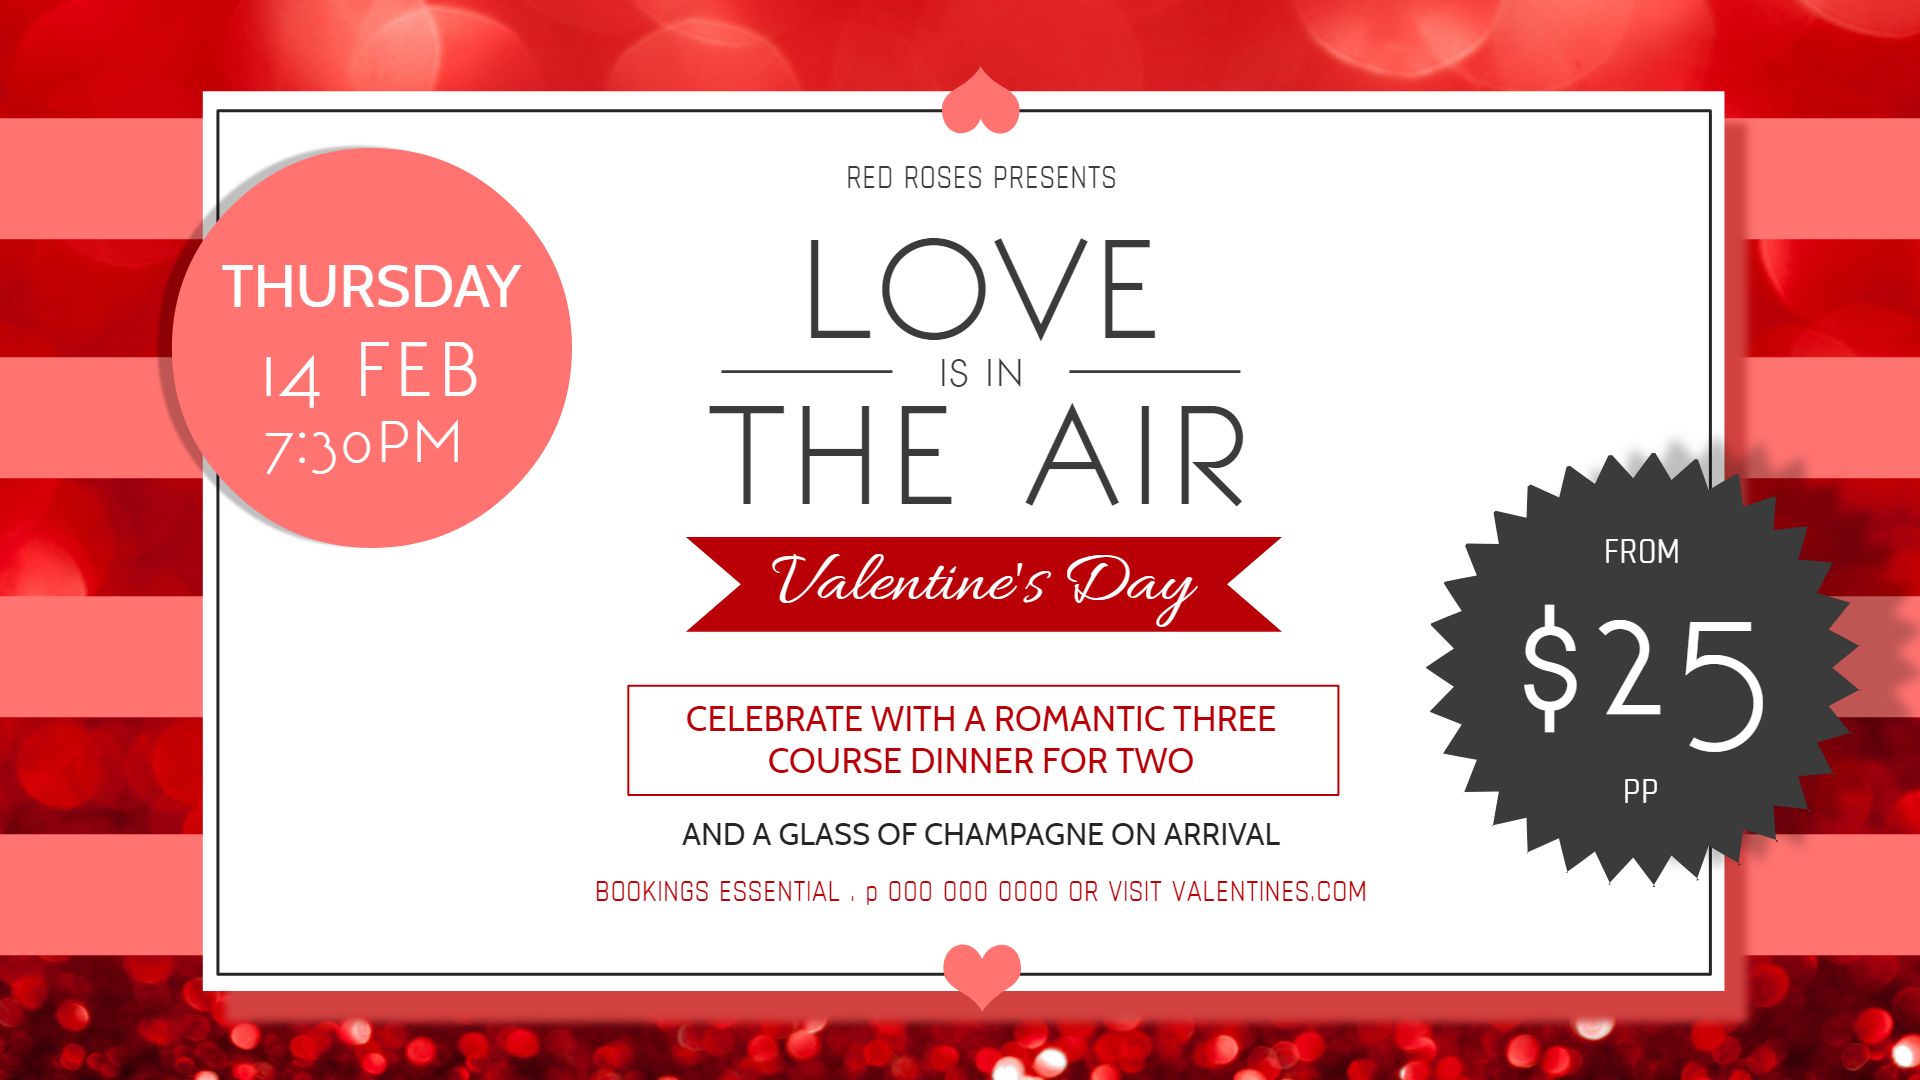 RED ROSES PRESENTS
THURSDAY
14 FEB
7:30PM
LOVE
IS IN
THE AIR
Valentine's Day
FROM
$25
PP
CELEBRATE WITH A ROMANTIC THREE
COURSE DINNER FOR TWO
AND A GLASS OF CHAMPAGNE ON ARRIVAL
BOOKINGS ESSENTIAL . p 000 000 0000 OR VISIT VALENTINES.COM